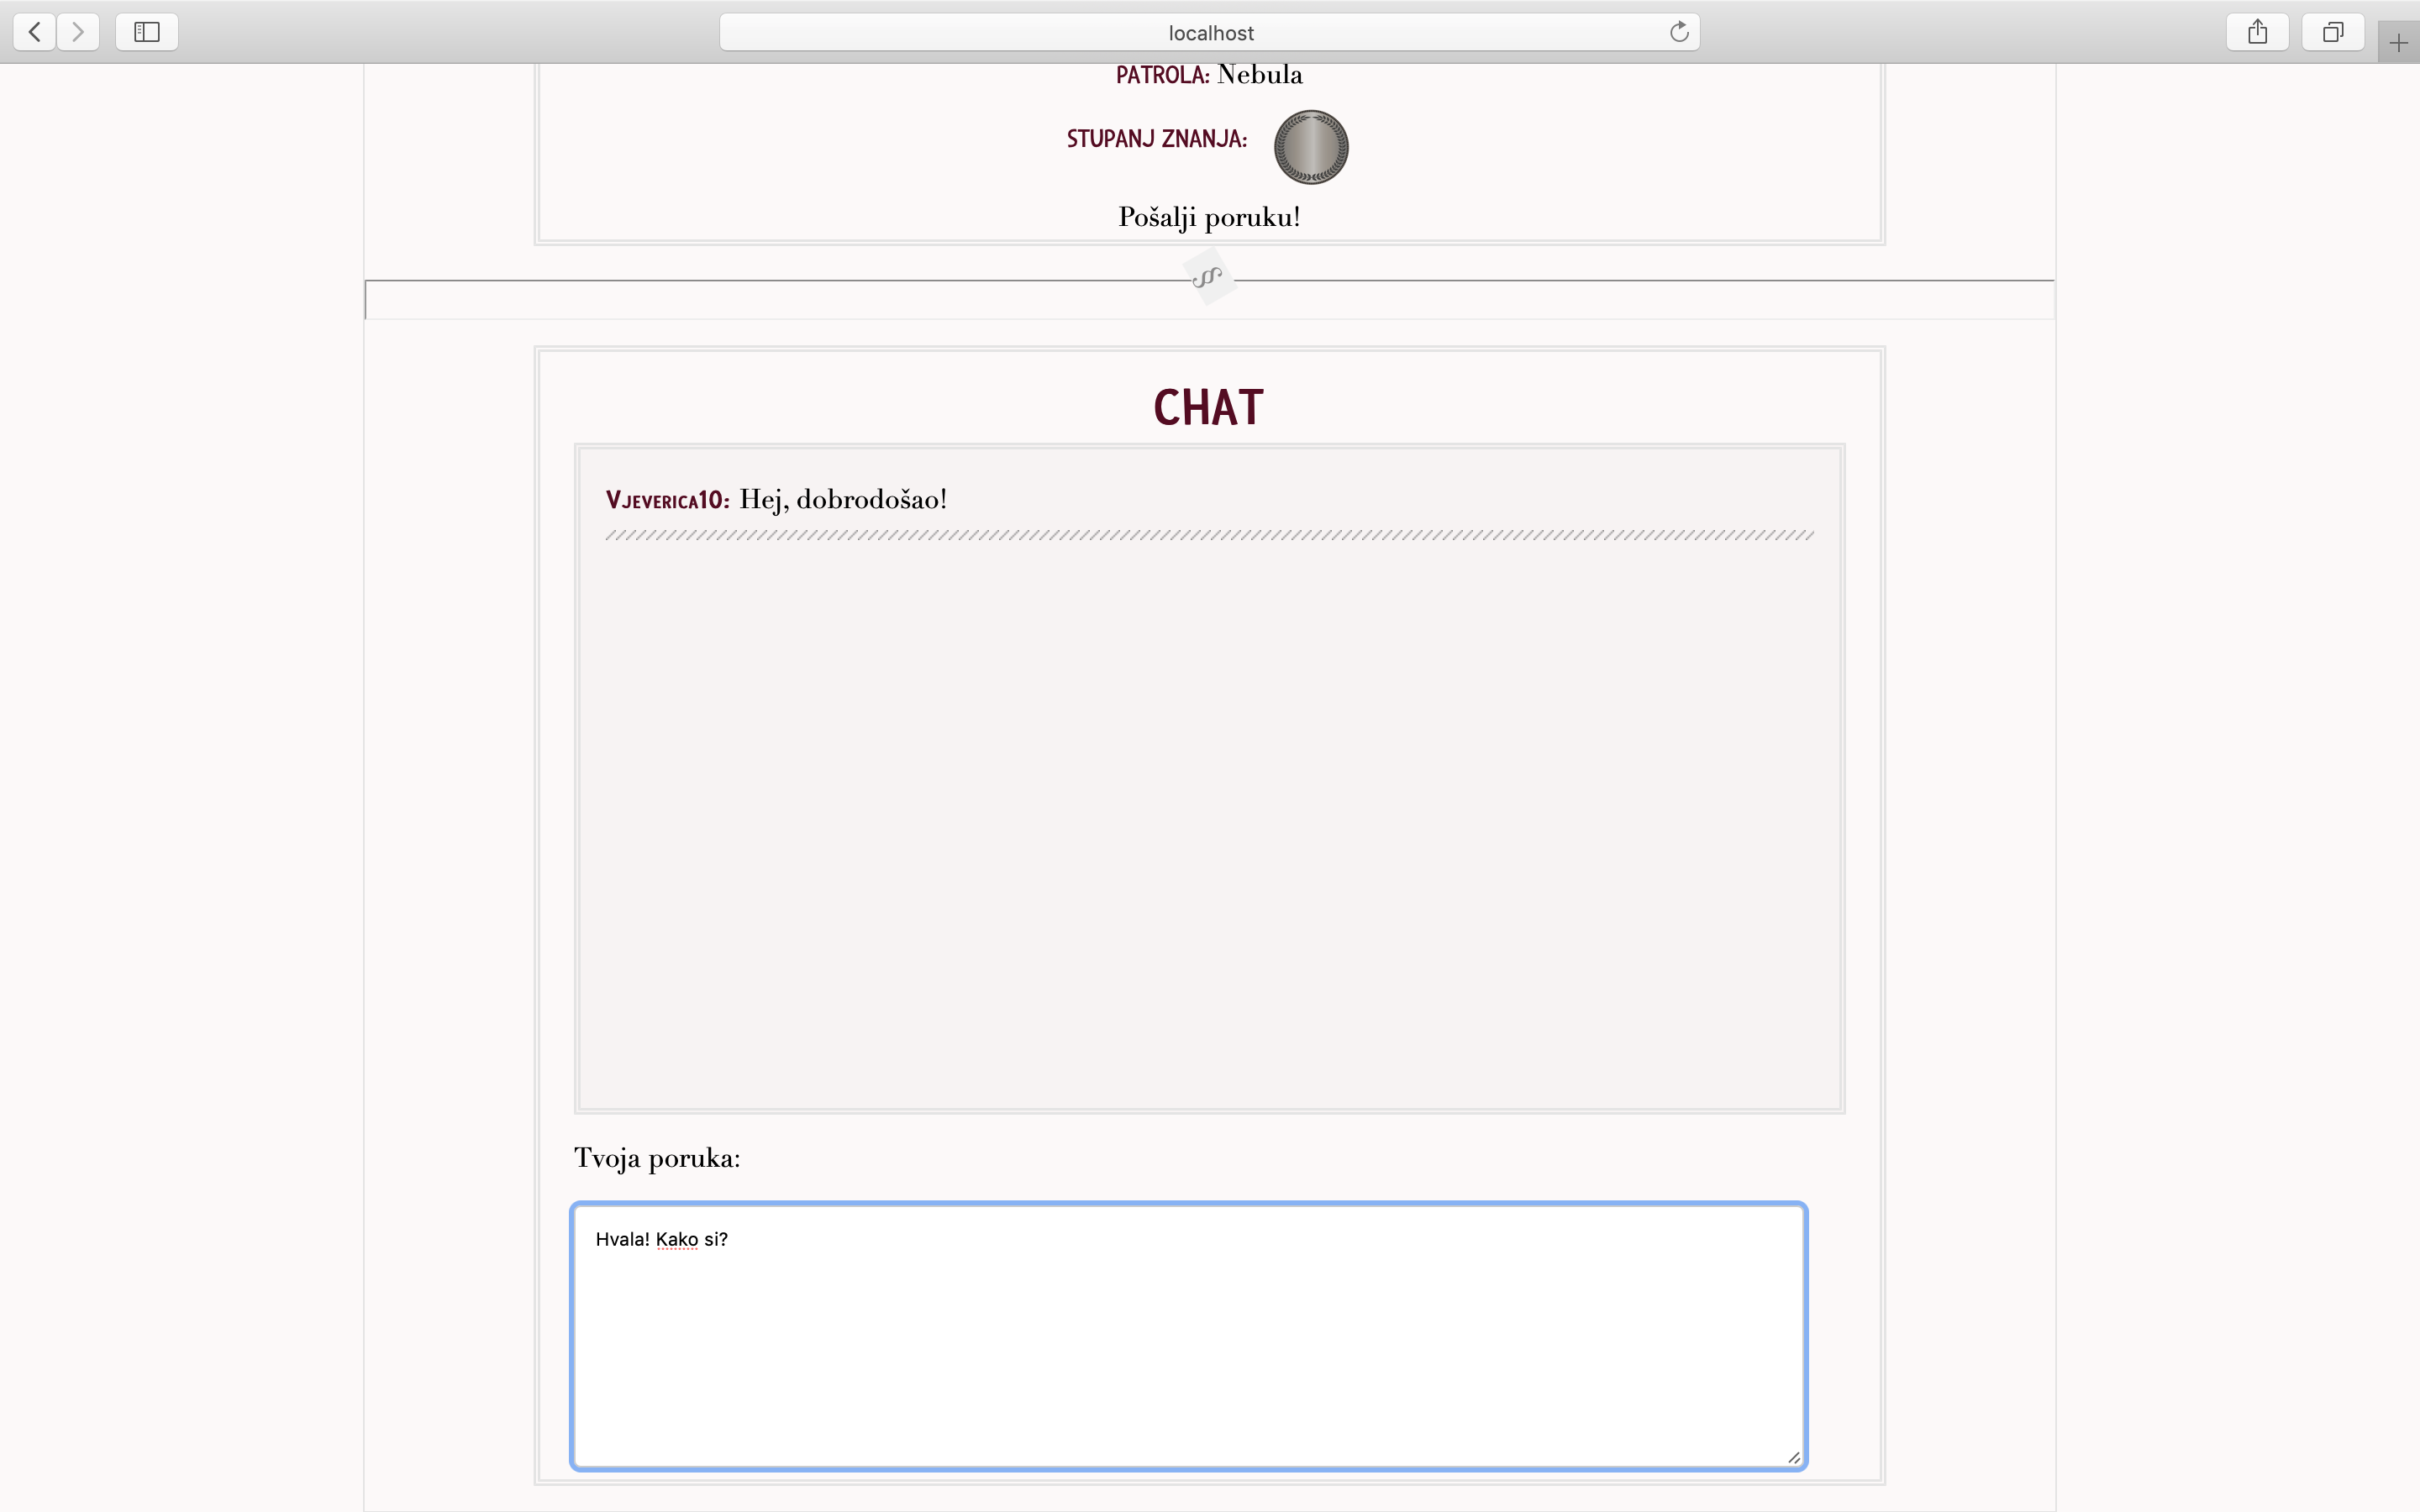 localhost
PATROLA: Nebula
STUPANJ ZNANJA:
Pošalji poruku!
§
CHAT
Vjeverica10: Hej, dobrodošao!
Tvoja poruka:
Hvala! Kako si?